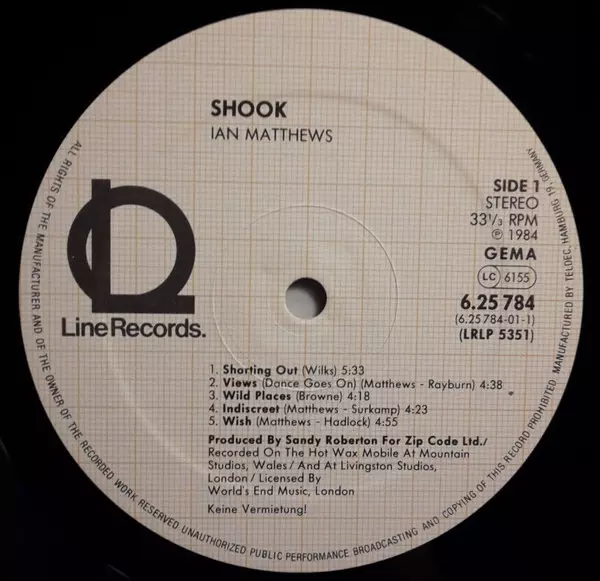 SHOOK
IAN MATTHEWS
SIDE 1
STEREO
33 1/3 RPM
℗ 1984
GEMA
LC 6155
6.25 784
(6.25 784-01-1)
(LRLP 5351)
Line Records.
1. Shorting Out (Wilks) 5:33
2. Views (Dance Goes On) (Matthews - Rayburn) 4:38
3. Wild Places (Browne) 4:18
4. Indiscreet (Matthews - Surkamp) 4:23
5. Wish (Matthews - Hadlock) 4:55
Produced By Sandy Roberton For Zip Code Ltd./
Recorded On The Hot Wax Mobile At Mountain
Studios, Wales / And At Livingston Studios,
London / Licensed By
World's End Music, London
Keine Vermietung!
ALL RIGHTS OF THE MANUFACTURER AND OF THE OWNER OF THE RECORDED WORK RESERVED UNAUTHORIZED PUBLIC PERFORMANCE BROADCASTING AND COPYING OF THIS RECORD PROHIBITED MANUFACTURED BY TELDEC, HAMBURG 19, GERMANY